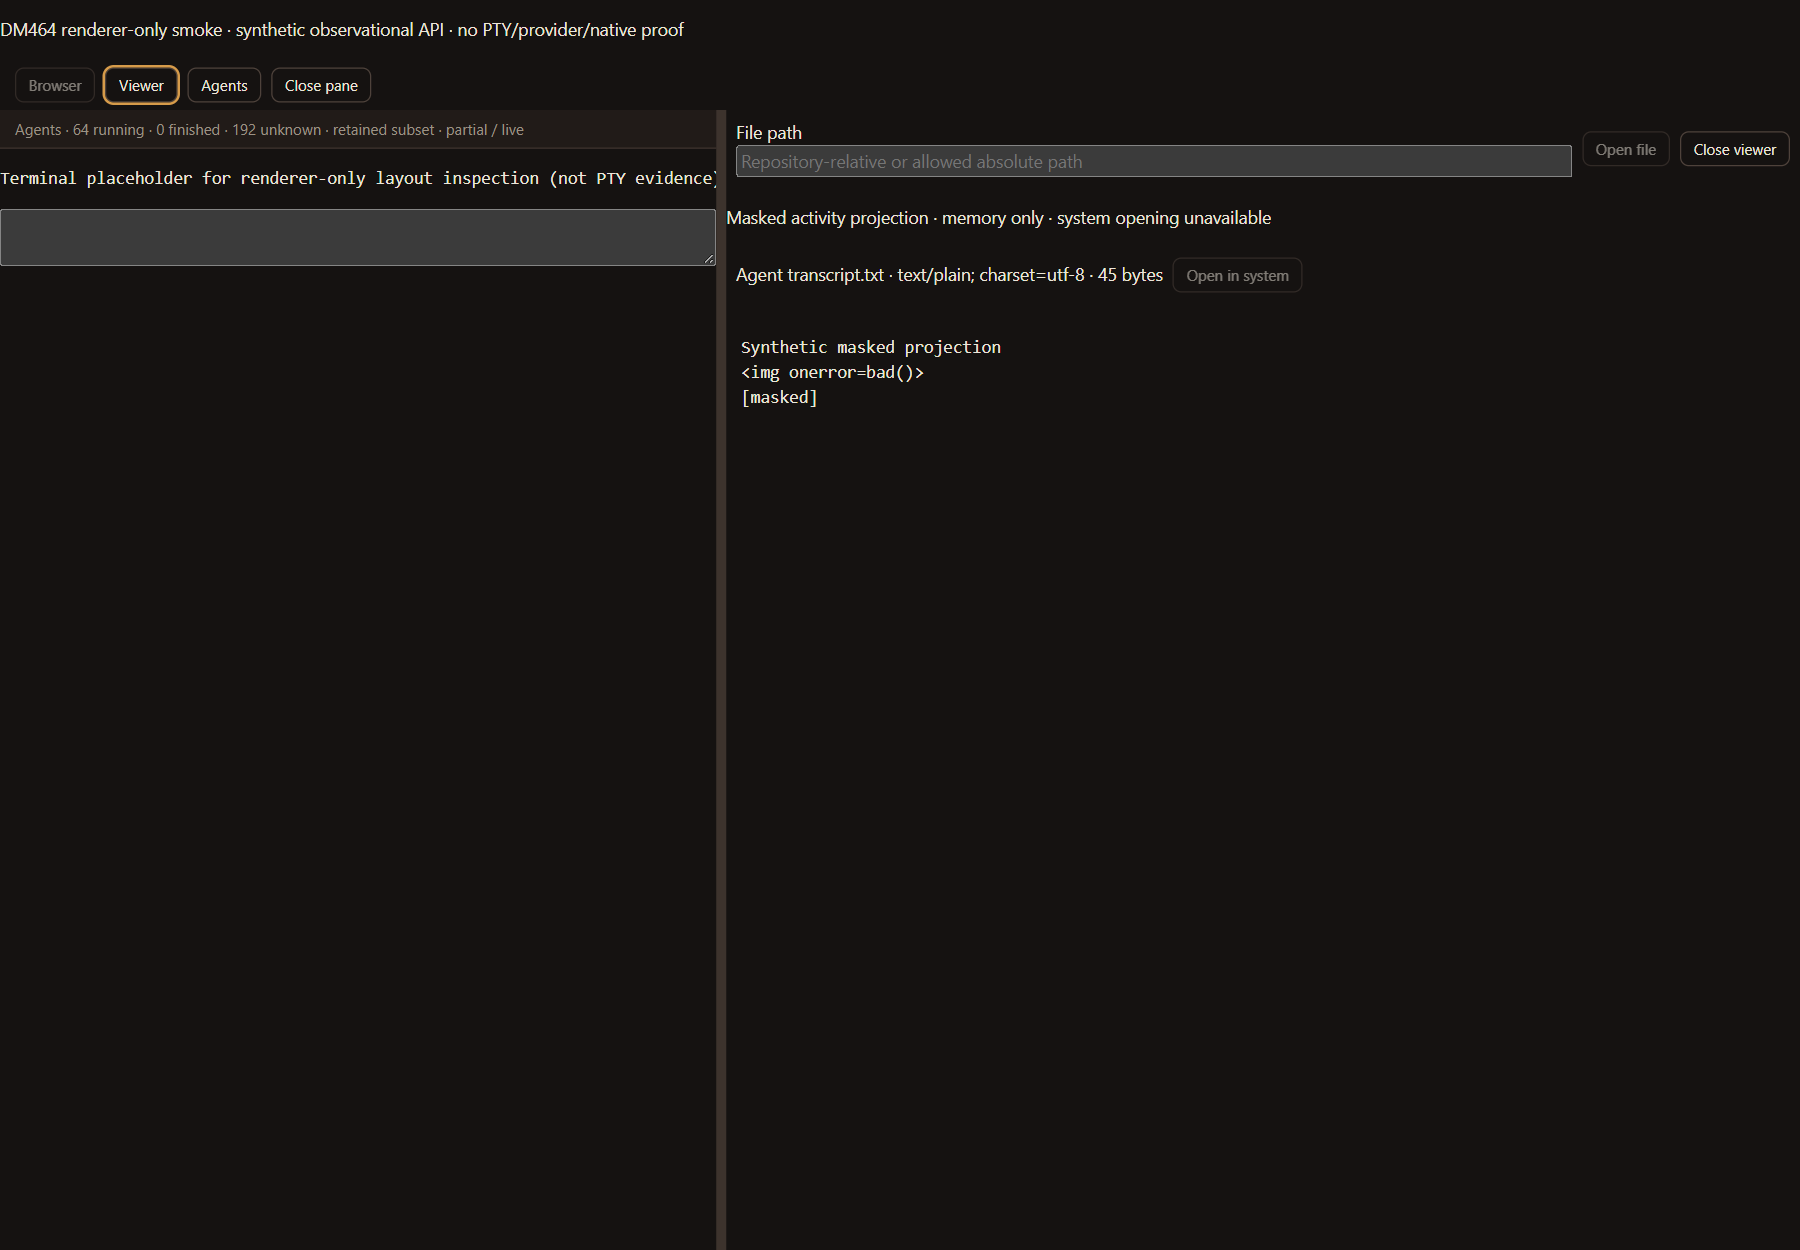 DM464 renderer-only smoke · synthetic observational API · no PTY/provider/native proof
Browser Viewer Agents Close pane
Agents · 64 running · 0 finished · 192 unknown · retained subset · partial / live
Terminal placeholder for renderer-only layout inspection (not PTY evidence)
File path
Repository-relative or allowed absolute path
Open file Close viewer
Masked activity projection · memory only · system opening unavailable
Agent transcript.txt · text/plain; charset=utf-8 · 45 bytes Open in system
Synthetic masked projection
<img onerror=bad()>
[masked]